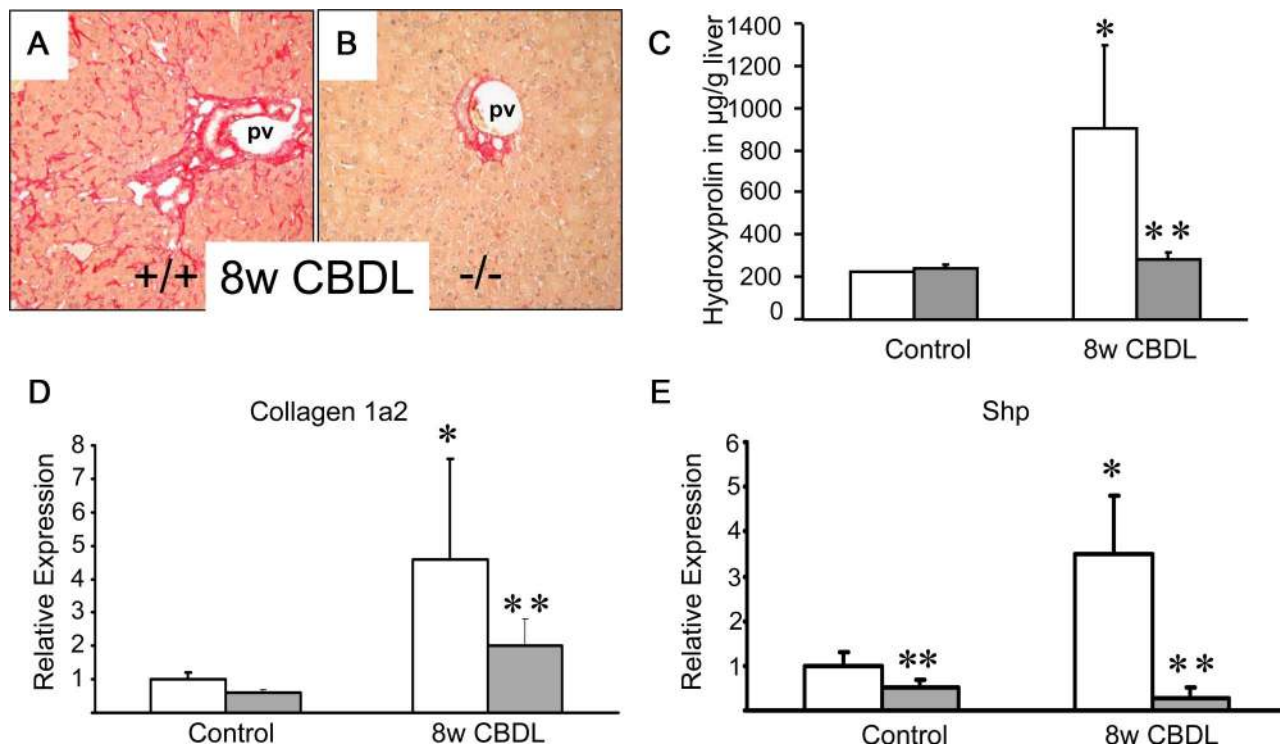 A
B
pv
pv
+/+ 8w CBDL -/-
C
Hydroxyprolin in µg/g liver
1400
1200
1000
800
600
400
200
0
*
**
Control
8w CBDL
D
Collagen 1a2
Relative Expression
8
7
6
5
4
3
2
1
*
**
Control
8w CBDL
E
Shp
Relative Expression
6
5
4
3
2
1
**
*
**
Control
8w CBDL